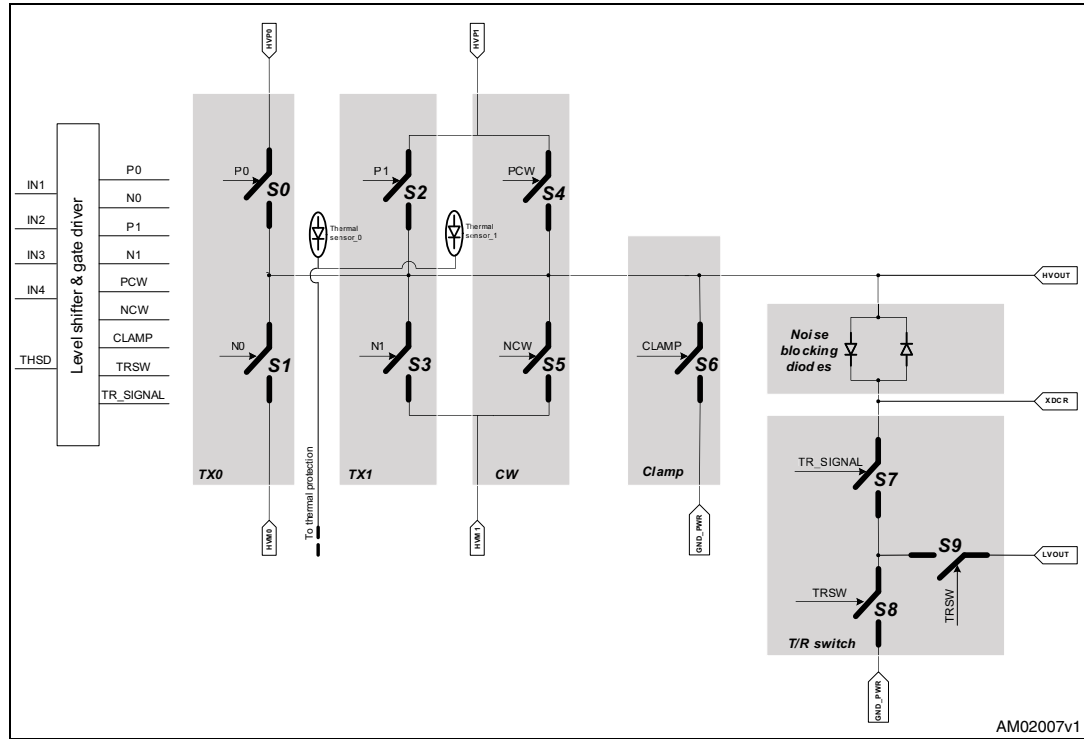 HVP0
HVP1
Level shifter & gate driver
IN1
IN2
IN3
IN4
THSD
P0
N0
P1
N1
PCW
NCW
CLAMP
TRSW
TR_SIGNAL
P0
S0
P1
S2
PCW
S4
Thermal
sensor_0
Thermal
sensor_1
HVOUT
N0
S1
N1
S3
NCW
S5
CLAMP
S6
Noise
blocking
diodes
XDCR
TX0
TX1
CW
Clamp
To thermal protection
HVM0
HVM1
GND_PWR
TR_SIGNAL
S7
S9
LVOUT
TRSW
S8
TRSW
T/R switch
GND_PWR
AM02007v1